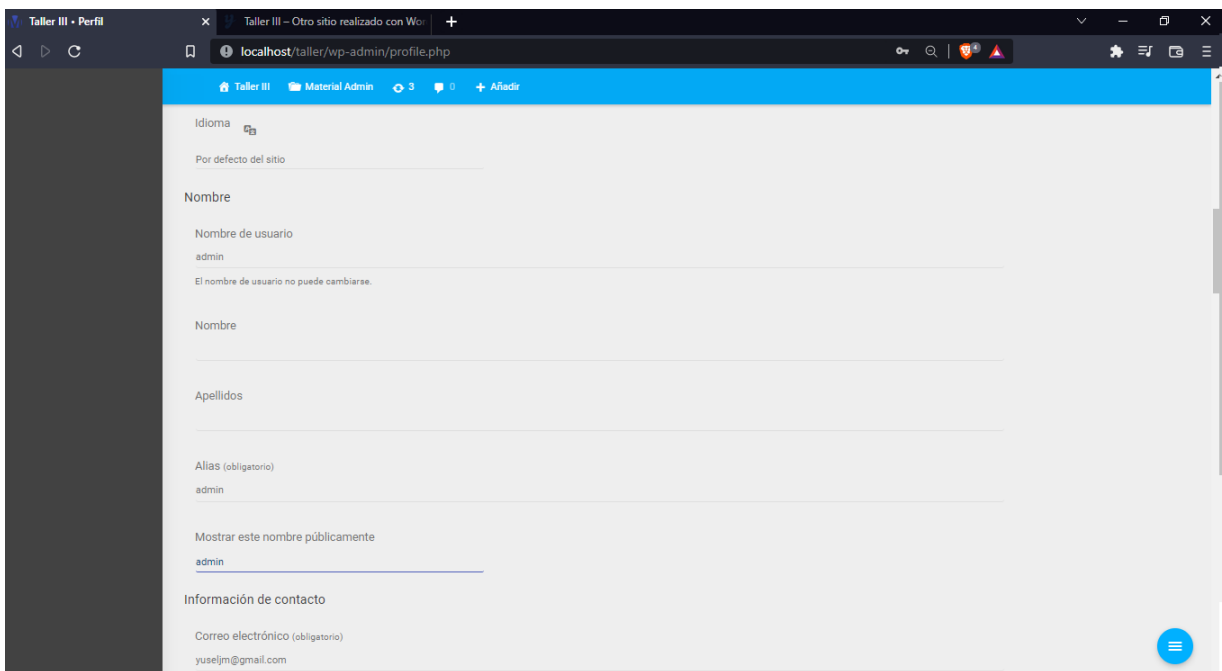 Taller III • Perfil
Taller III – Otro sitio realizado con Wor
localhost/taller/wp-admin/profile.php
4
Taller III Material Admin 3 0 + Añadir
Idioma
Por defecto del sitio
Nombre
Nombre de usuario
admin
El nombre de usuario no puede cambiarse.
Nombre
Apellidos
Alias (obligatorio)
admin
Mostrar este nombre públicamente
admin
Información de contacto
Correo electrónico (obligatorio)
yuseljm@gmail.com